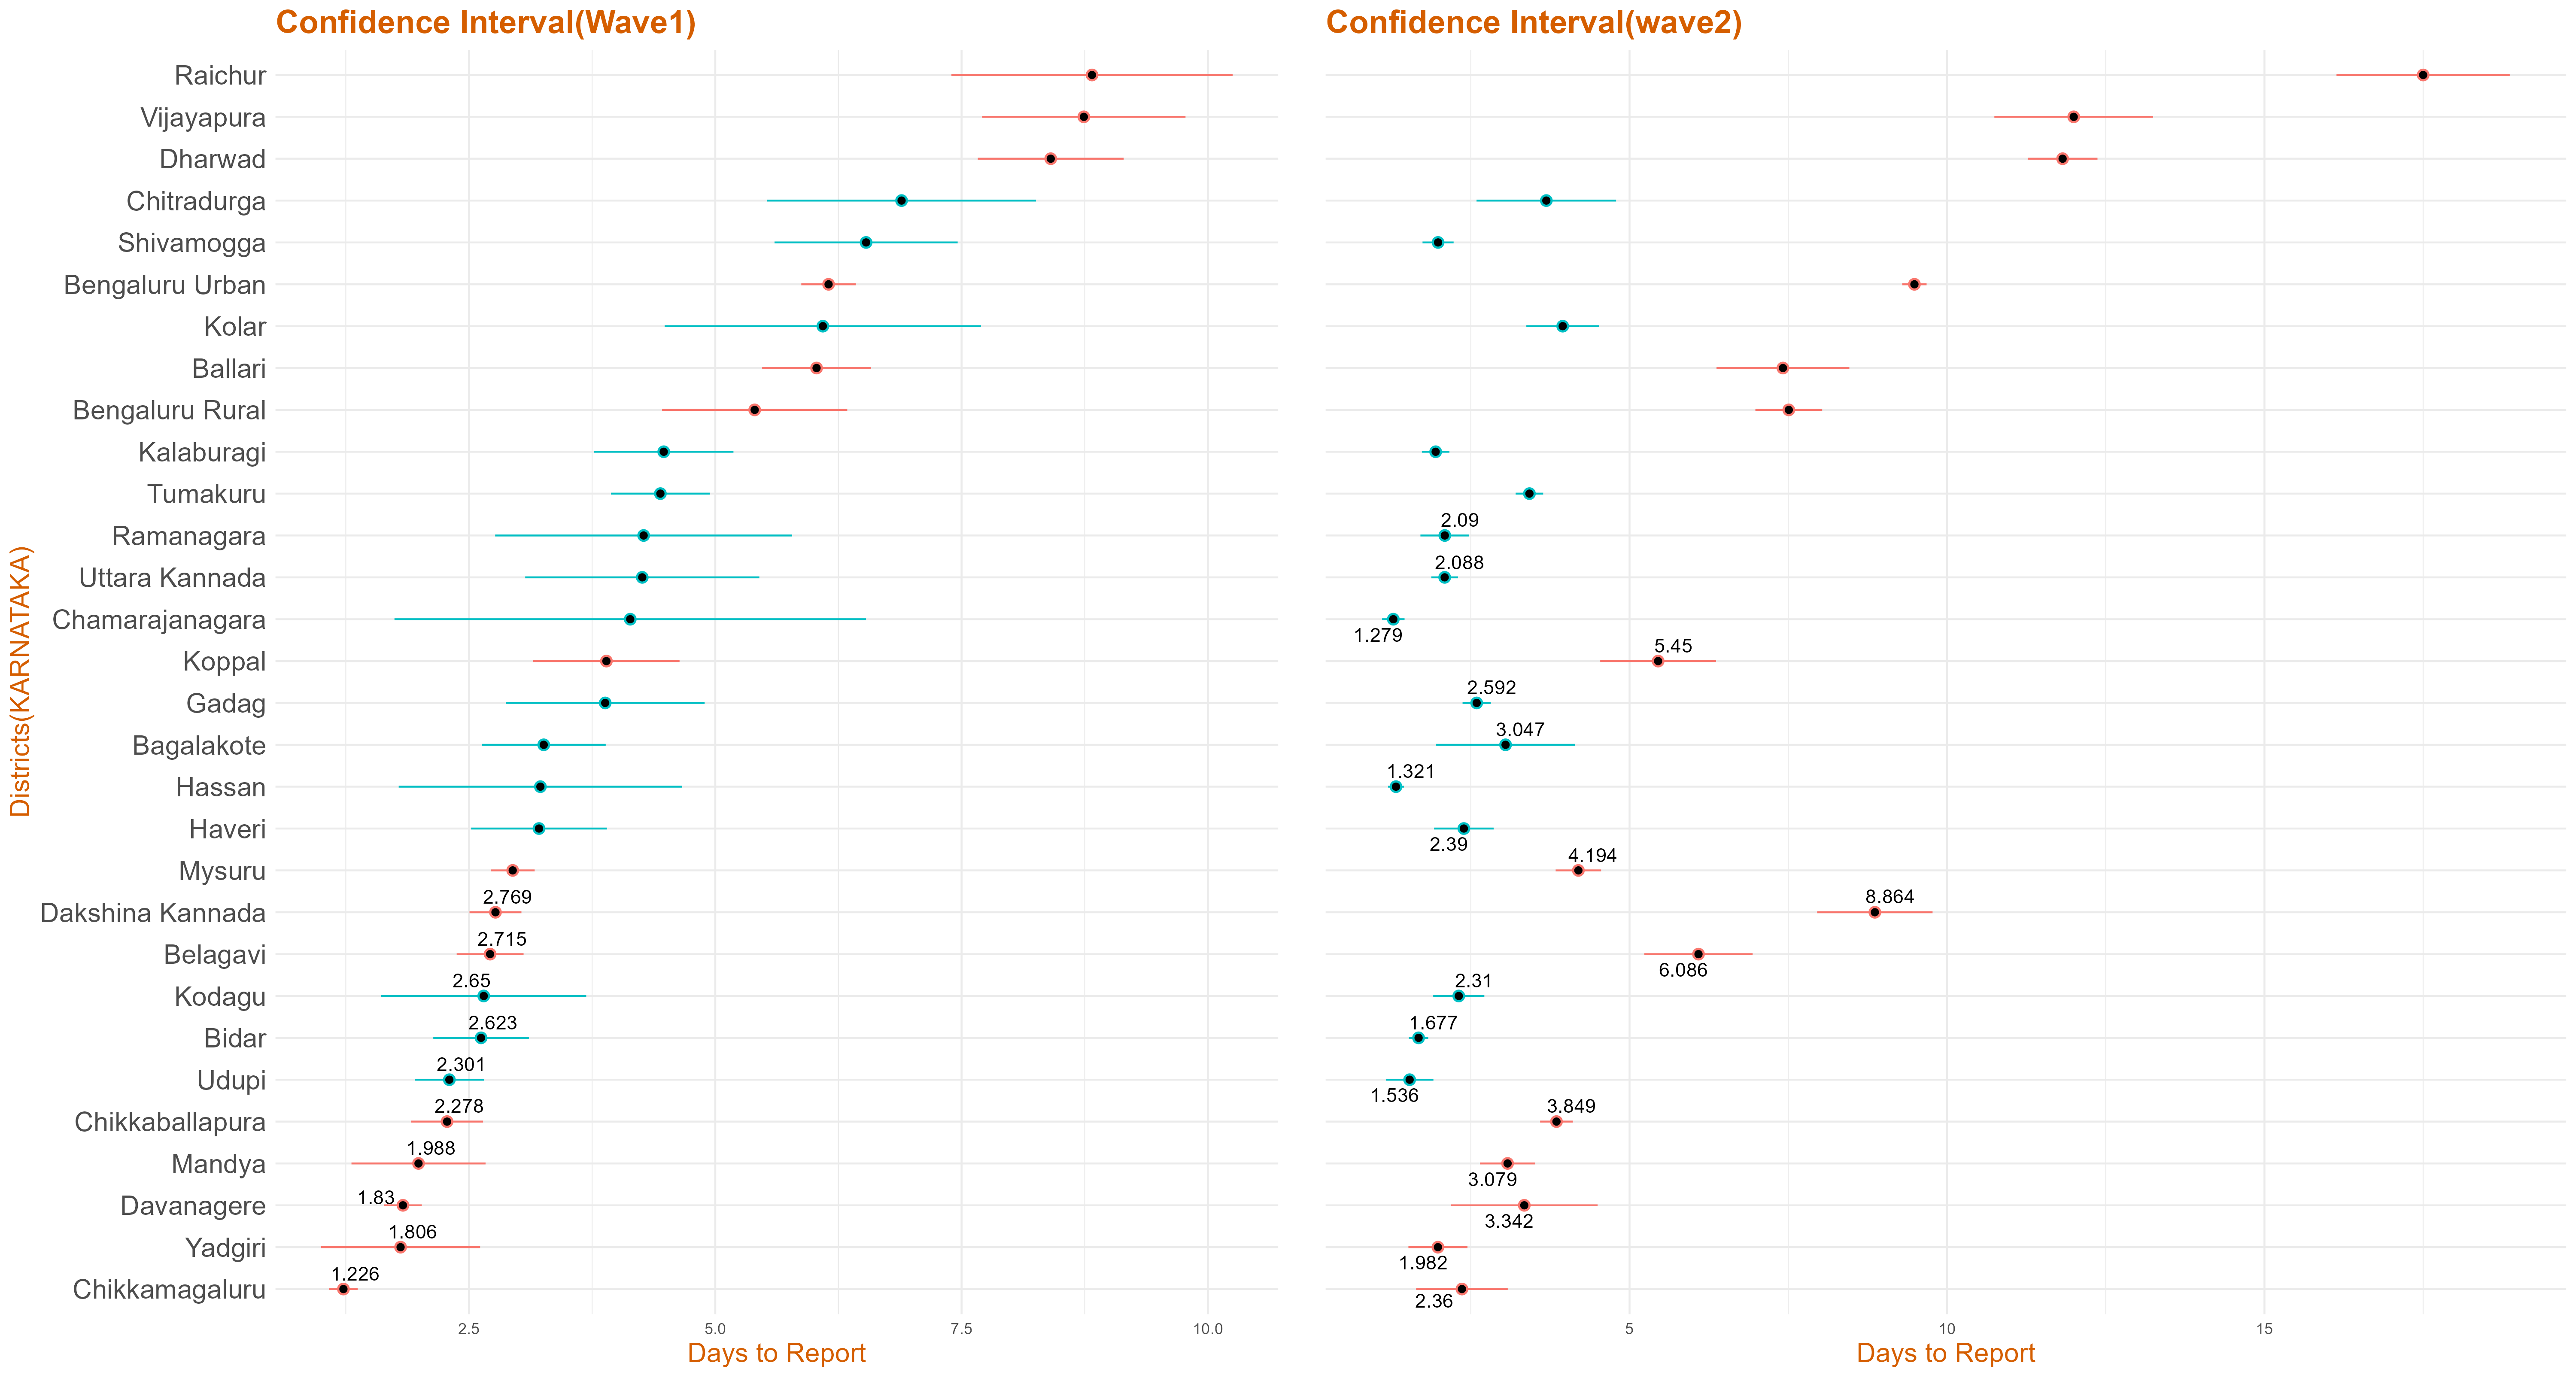 Confidence Interval(Wave1)
Confidence Interval(wave2)
Districts(KARNATAKA)
Raichur
Vijayapura
Dharwad
Chitradurga
Shivamogga
Bengaluru Urban
Kolar
Ballari
Bengaluru Rural
Kalaburagi
Tumakuru
Ramanagara
2.09
Uttara Kannada
2.088
Chamarajanagara
1.279
Koppal
5.45
Gadag
2.592
Bagalakote
3.047
Hassan
1.321
Haveri
2.39
Mysuru
4.194
Dakshina Kannada
2.769
8.864
Belagavi
2.715
6.086
Kodagu
2.65
2.31
Bidar
2.623
1.677
Udupi
2.301
1.536
Chikkaballapura
2.278
3.849
Mandya
1.988
3.079
Davanagere
1.83
3.342
Yadgiri
1.806
1.982
Chikkamagaluru
1.226
2.36
2.5 5.0 7.5 10.0
5 10 15
Days to Report
Days to Report